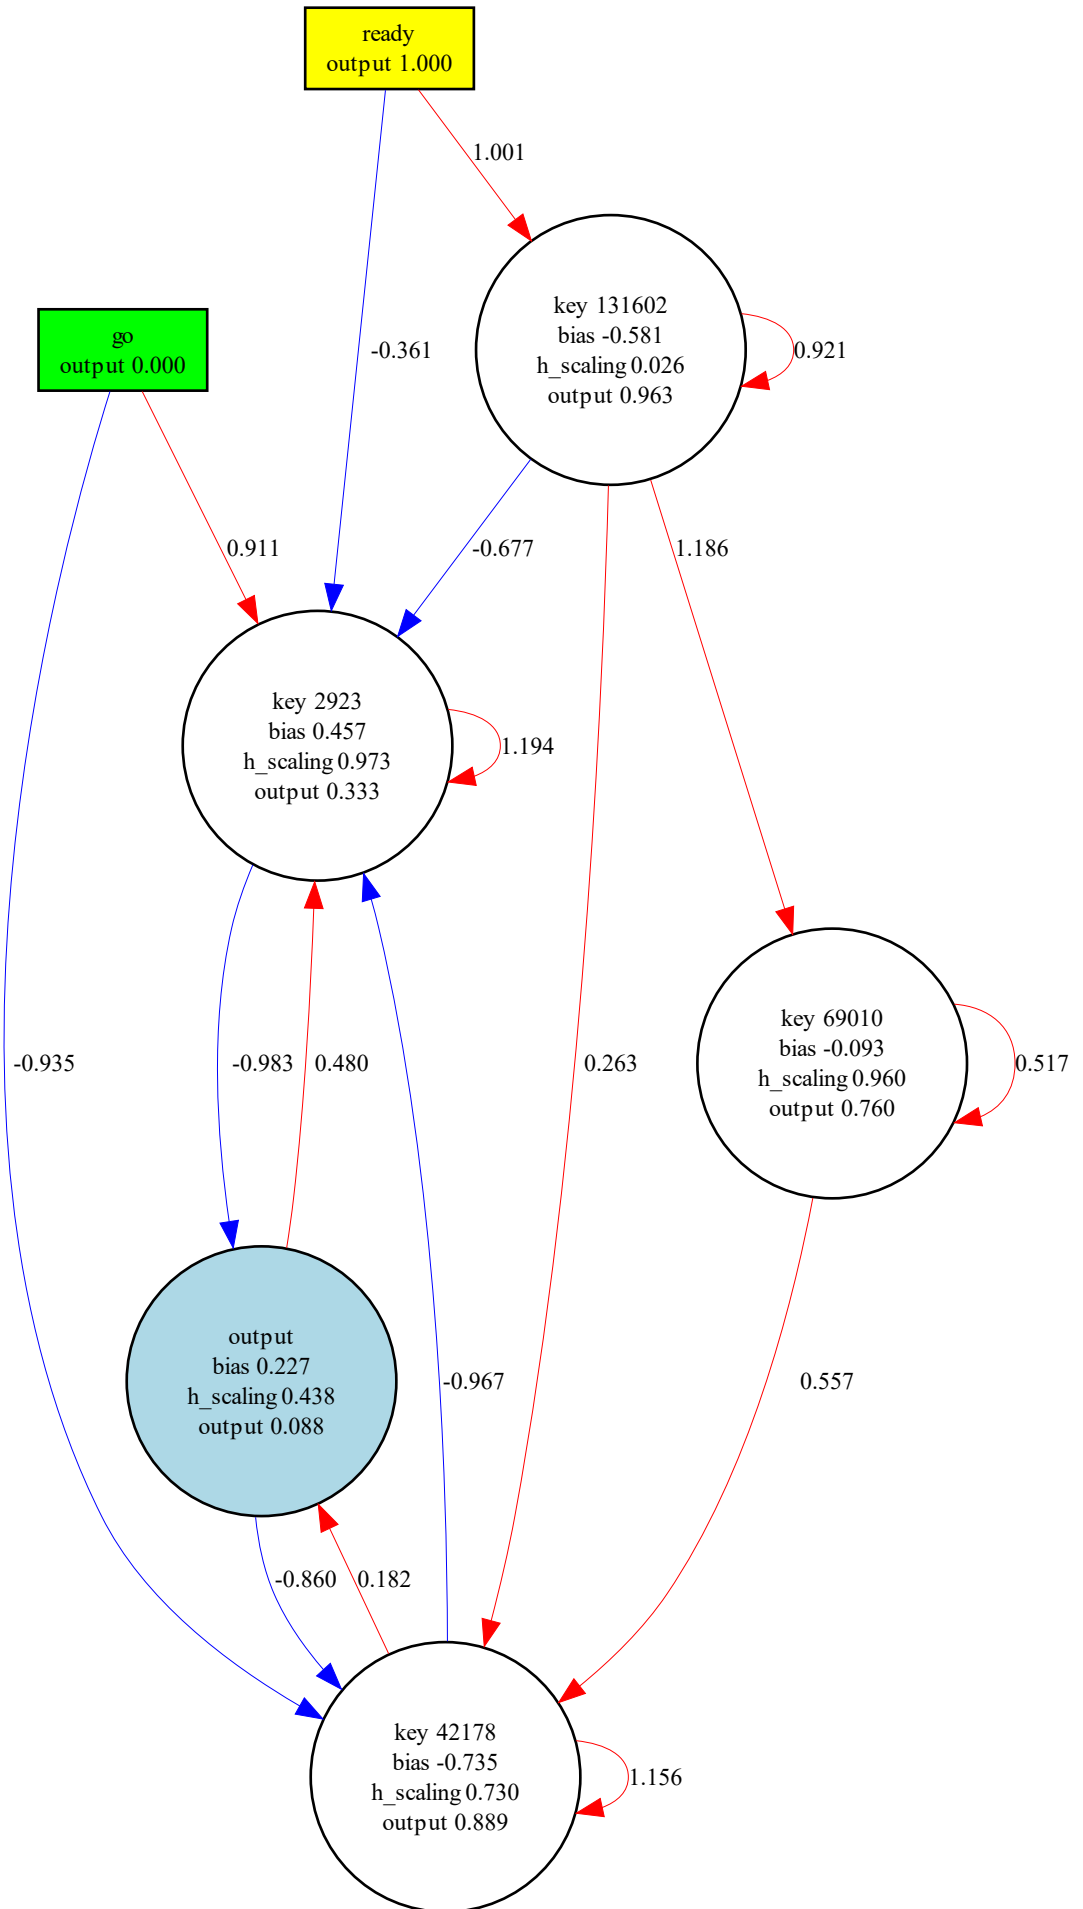 ready
output 1.000
1.001
key 131602
bias -0.581
h_scaling 0.026
output 0.963
0.921
go
output 0.000
-0.361
0.911
-0.677
1.186
key 2923
bias 0.457
h_scaling 0.973
output 0.333
1.194
key 69010
bias -0.093
h_scaling 0.960
output 0.760
0.517
-0.935
-0.983
0.480
0.263
output
bias 0.227
h_scaling 0.438
output 0.088
-0.967
0.557
-0.860
0.182
key 42178
bias -0.735
h_scaling 0.730
output 0.889
1.156